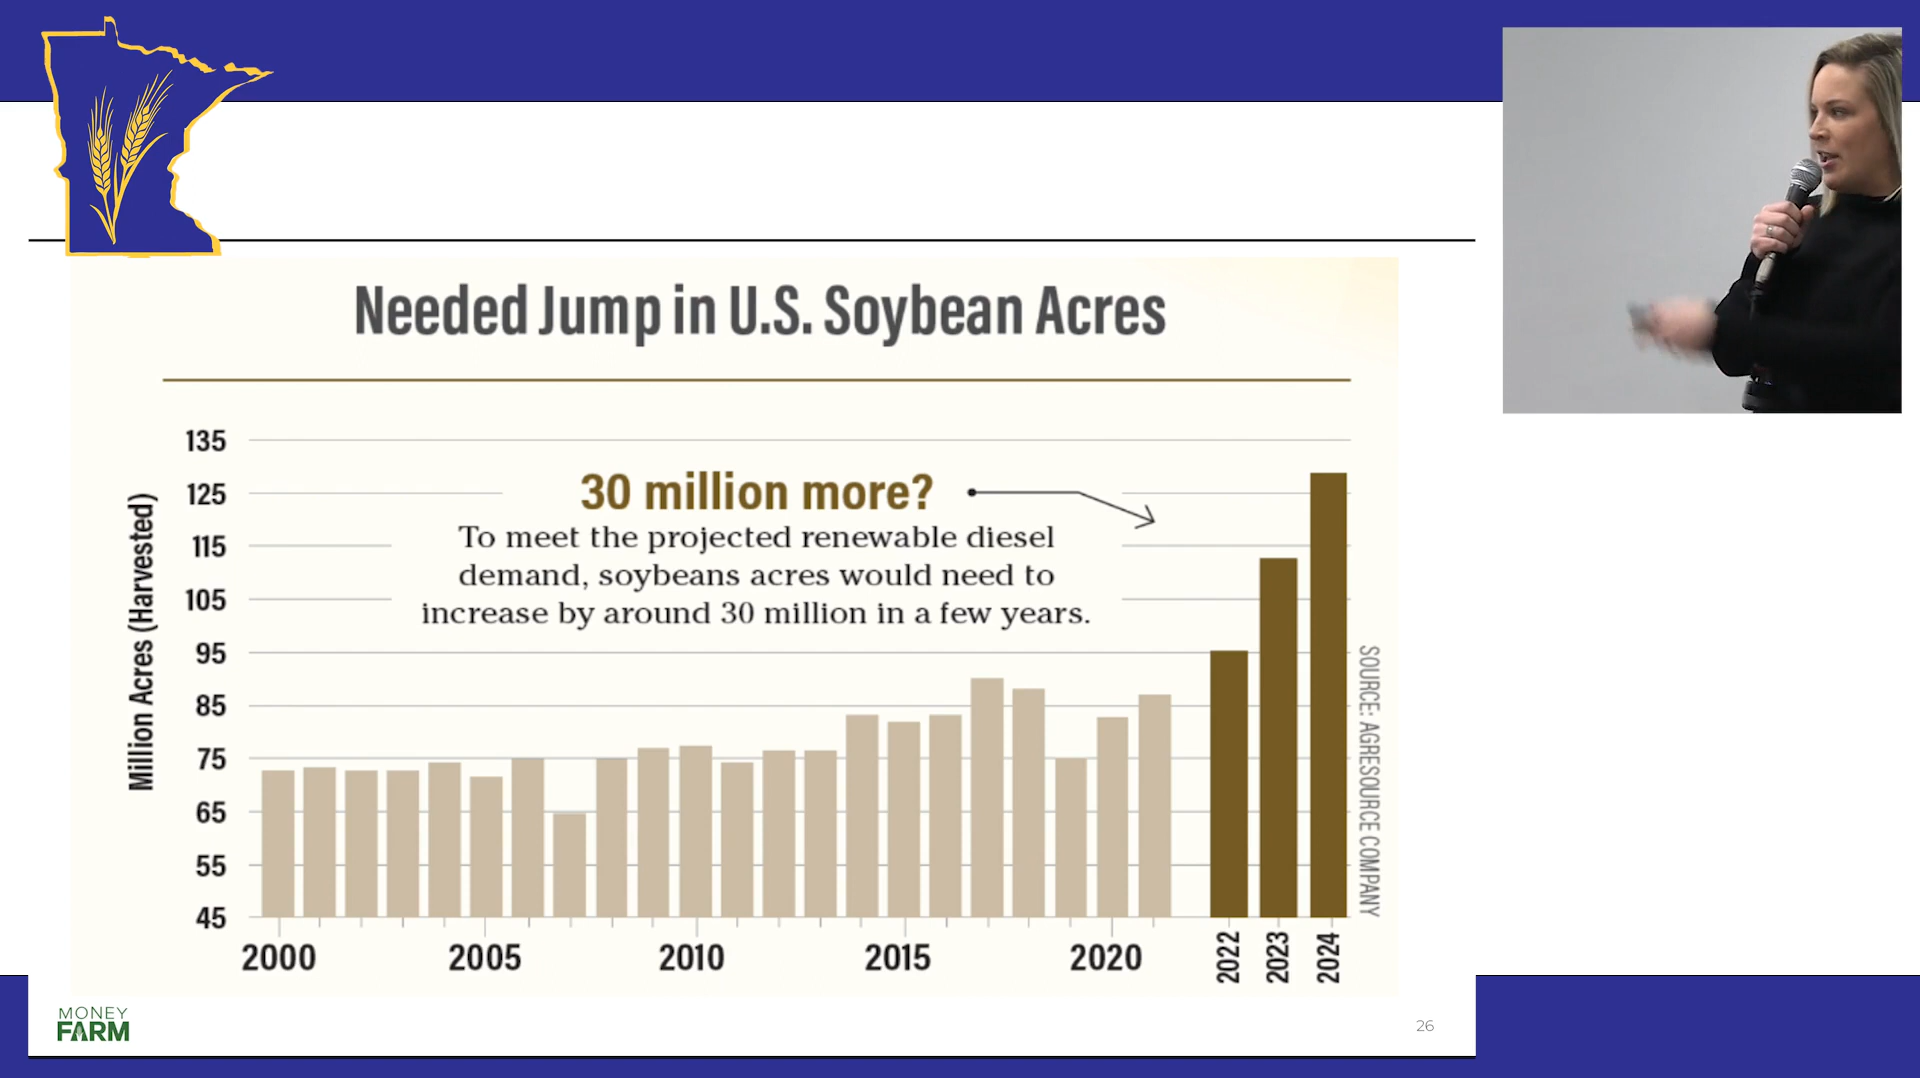 Needed Jump in U.S. Soybean Acres
30 million more?
To meet the projected renewable diesel
demand, soybeans acres would need to
increase by around 30 million in a few years.
Million Acres (Harvested)
135
125
115
105
95
85
75
65
55
45
2000
2005
2010
2015
2020
2022
2023
2024
SOURCE: AGRESOURCE COMPANY
MONEY
FARM
26